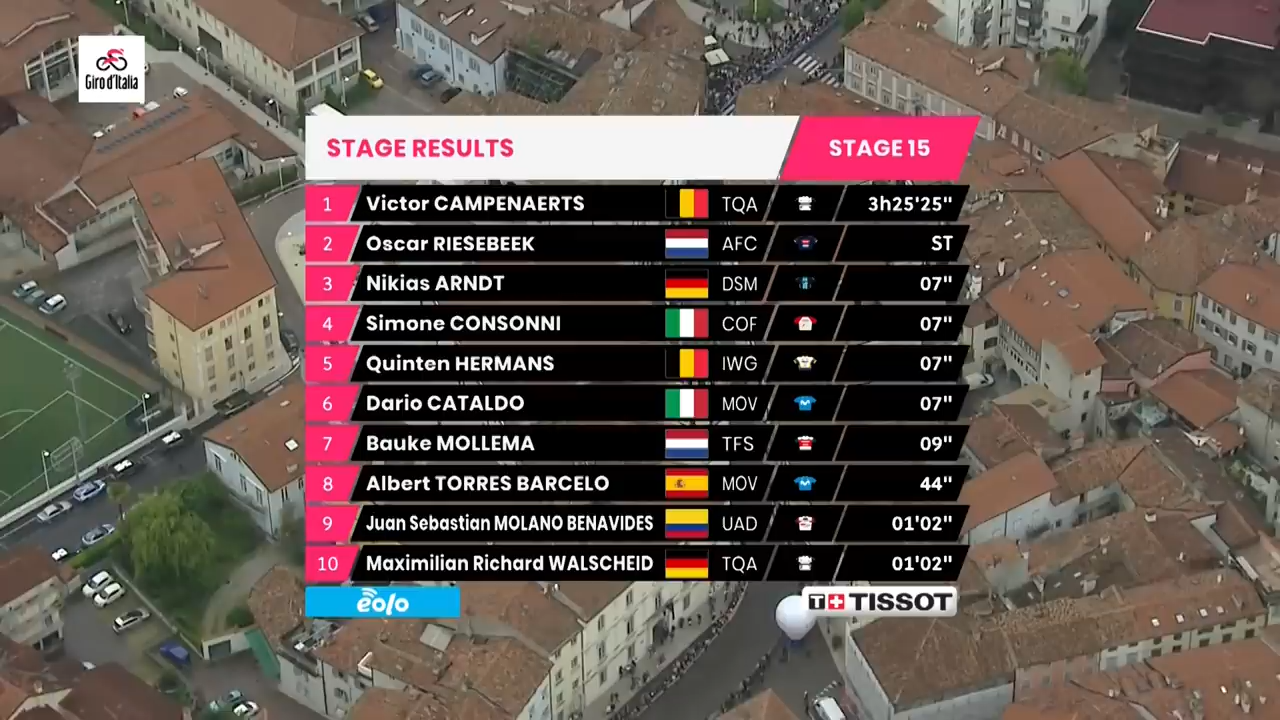 Giro d'Italia
STAGE RESULTS STAGE 15
1 Victor CAMPENAERTS TQA 3h25'25"
2 Oscar RIESEBEEK AFC ST
3 Nikias ARNDT DSM 07"
4 Simone CONSONNI COF 07"
5 Quinten HERMANS IWG 07"
6 Dario CATALDO MOV 07"
7 Bauke MOLLEMA TFS 09"
8 Albert TORRES BARCELO MOV 44"
9 Juan Sebastian MOLANO BENAVIDES UAD 01'02"
10 Maximilian Richard WALSCHEID TQA 01'02"
eolo T+ TISSOT